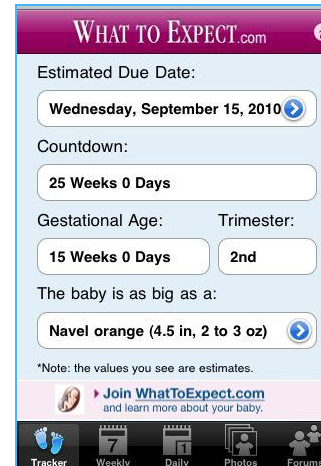 WHAT TO EXPECT.com
Estimated Due Date:
Wednesday, September 15, 2010
Countdown:
25 Weeks 0 Days
Gestational Age: Trimester:
15 Weeks 0 Days 2nd
The baby is as big as a:
Navel orange (4.5 in, 2 to 3 oz)
*Note: the values you see are estimates.
Join WhatToExpect.com
and learn more about your baby.
7 1
Tracker Weekly Daily Photos Forums